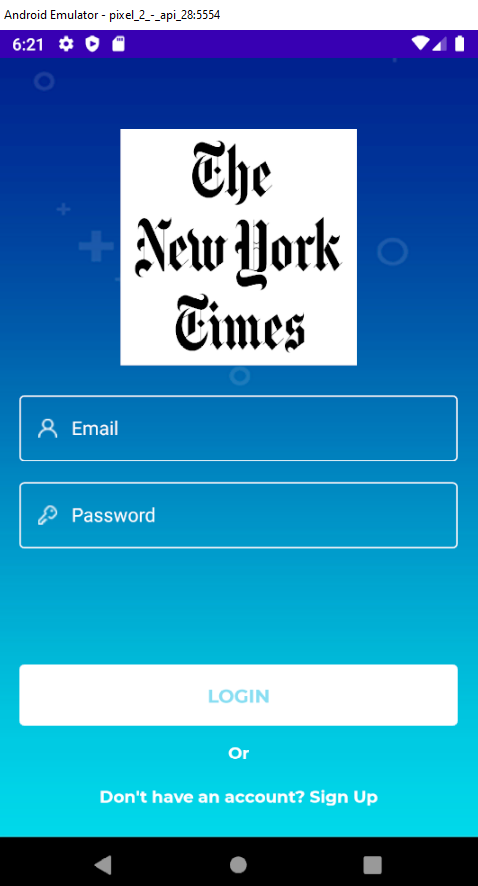 Android Emulator - pixel_2_-_api_28:5554
6:21
The
New York
Times
Email
Password
LOGIN
Or
Don't have an account? Sign Up